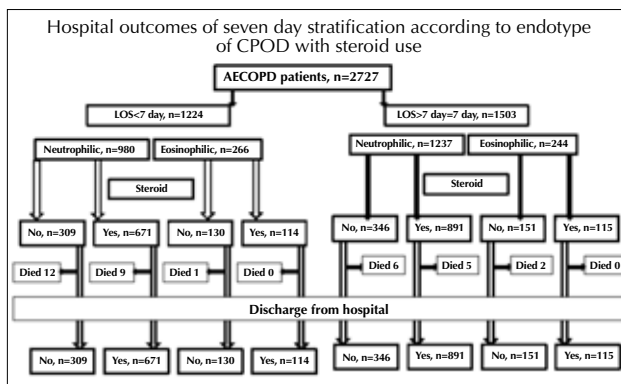 Hospital outcomes of seven day stratification according to endotype
of CPOD with steroid use
AECOPD patients, n=2727
LOS<7 day, n=1224
LOS>7 day=7 day, n=1503
Neutrophilic, n=980
Eosinophilic, n=266
Neutrophilic, n=1237
Eosinophilic, n=244
Steroid
Steroid
No, n=309
Yes, n=671
No, n=130
Yes, n=114
No, n=346
Yes, n=891
No, n=151
Yes, n=115
Died 12
Died 9
Died 1
Died 0
Died 6
Died 5
Died 2
Died 0
Discharge from hospital
No, n=309
Yes, n=671
No, n=130
Yes, n=114
No, n=346
Yes, n=891
No, n=151
Yes, n=115